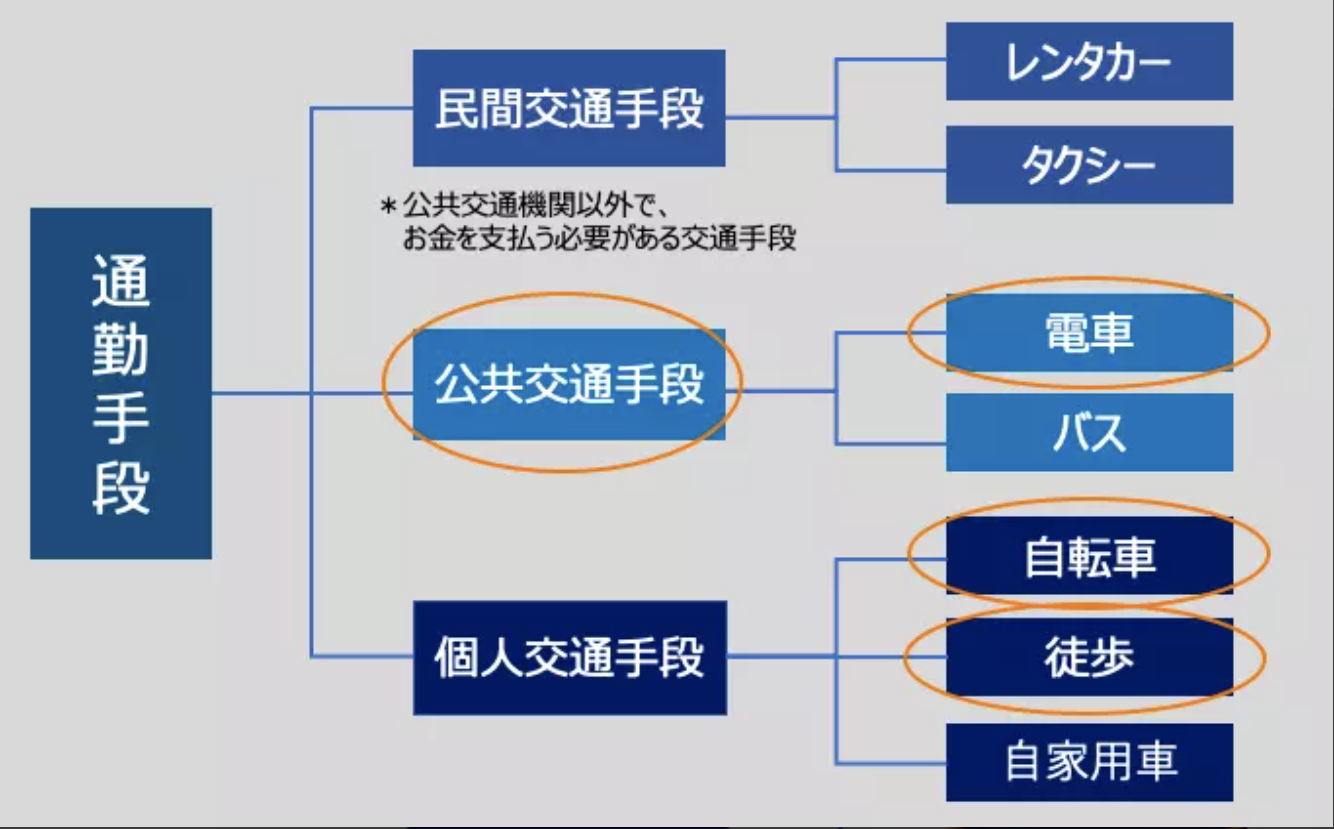 通勤手段
民間交通手段
レンタカー
タクシー
＊公共交通機関以外で、
お金を支払う必要がある交通手段
公共交通手段
電車
バス
個人交通手段
自転車
徒歩
自家用車